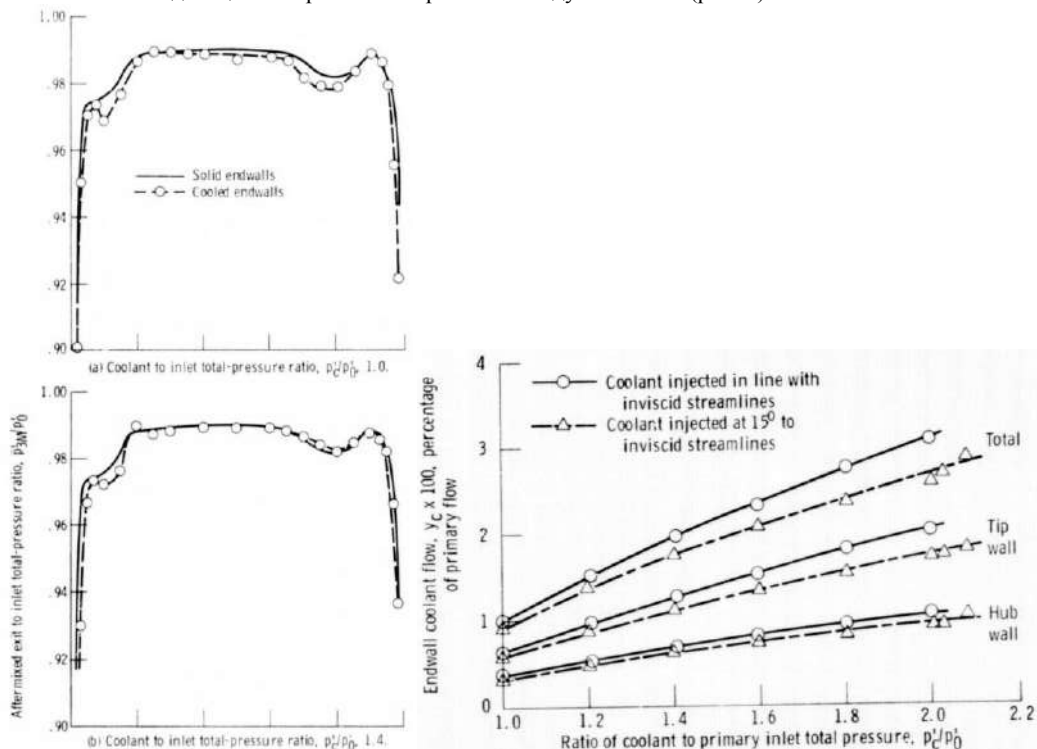 1.00
.98
.96
.94
.92
.90
Solid endwalls
Cooled endwalls
(a) Coolant to inlet total-pressure ratio, p'c/p'0, 1.0.
1.00
.98
.96
.94
.92
.90
Aftermixed exit to inlet total-pressure ratio, p'3M/p'0
(b) Coolant to inlet total-pressure ratio, p'c/p'0, 1.4.
4
3
2
1
0
Endwall coolant flow, yc x 100, percentage
of primary flow
Coolant injected in line with
inviscid streamlines
Coolant injected at 15° to
inviscid streamlines
Total
Tip
wall
Hub
wall
1.0 1.2 1.4 1.6 1.8 2.0 2.2
Ratio of coolant to primary inlet total pressure, p'c/p'0